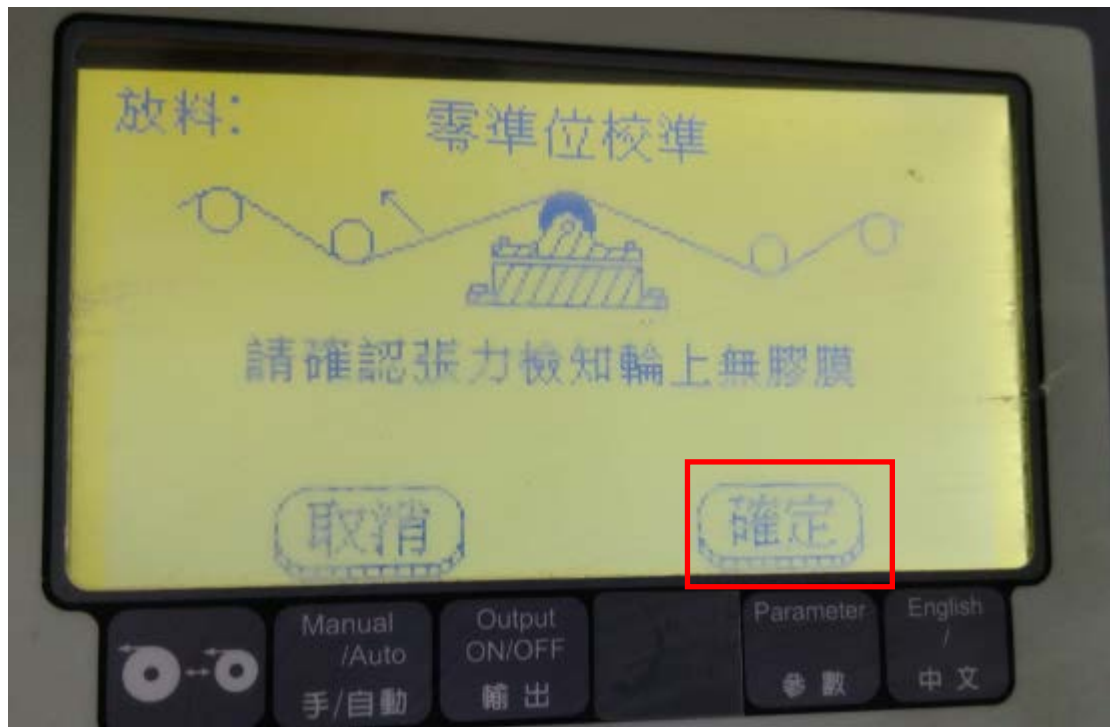 放料:
零準位校準
請確認張力檢知輪上無膠膜
取消
確定
Manual
/Auto
手/自動
Output
ON/OFF
輸出
Parameter
參數
English
/
中文